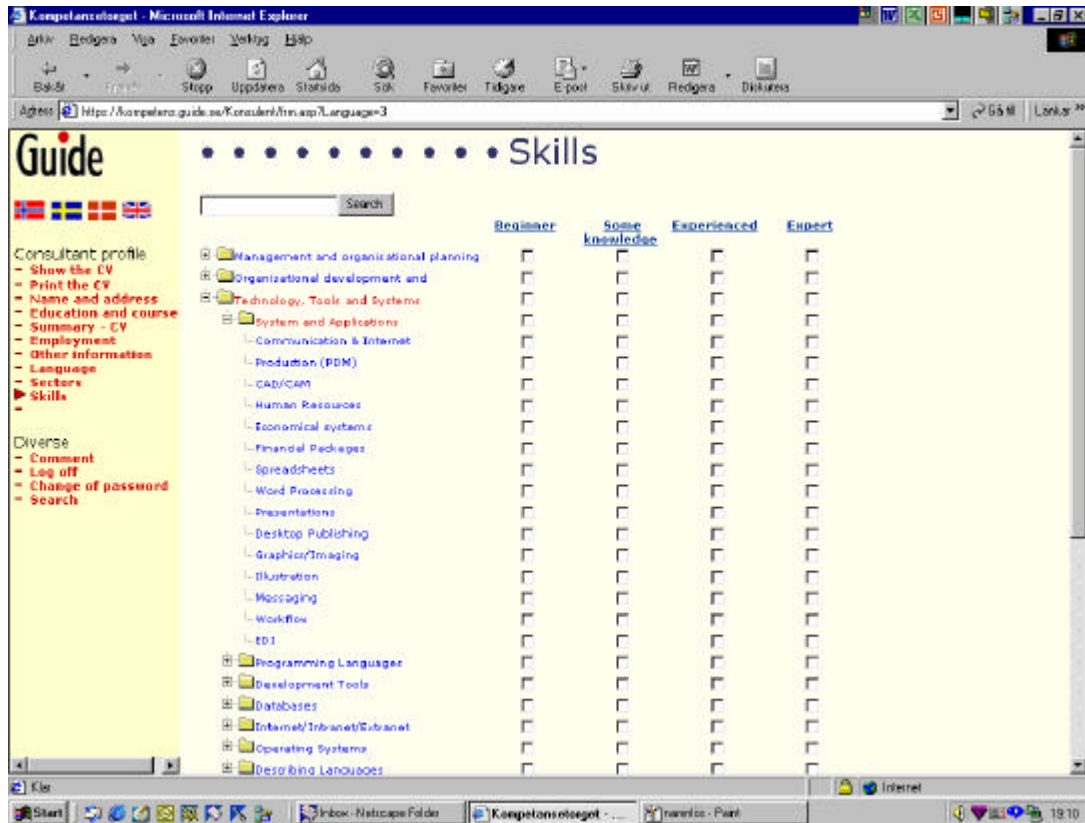 Kompetansetorget - Microsoft Internet Explorer
Arkiv Redigera Visa Favoriter Verktyg Hjälp
Bakåt Stopp Uppdatera Startsida Sök Favoriter Tidigare E-post Skriv ut Redigera Diskutera
Adress https://kompetens.guide.se/Konsulent/frm.asp?Language=3 Gå till Länkar »
Guide
Skills
Search
Beginner Some knowledge Experienced Expert
Consultant profile
- Show the CV
- Print the CV
- Name and address
- Education and course
- Summary - CV
- Employment
- Other information
- Language
- Sectors
Skills
-
Diverse
- Comment
- Log off
- Change of password
- Search
Management and organisational planning
Organisational development and
Technology, Tools and Systems
System and Applications
Communication & Internet
Production (PDM)
CAD/CAM
Human Resources
Economical systems
Financial Packages
Spreadsheets
Word Processing
Presentations
Desktop Publishing
Graphics/Imaging
Illustration
Messaging
Workflow
EDI
Programming Languages
Development Tools
Databases
Internet/Intranet/Extranet
Operating Systems
Describing Languages
Klar Internet
Start Inbox - Netscape Folder Kompetansetorget - ... - Paint 19:10